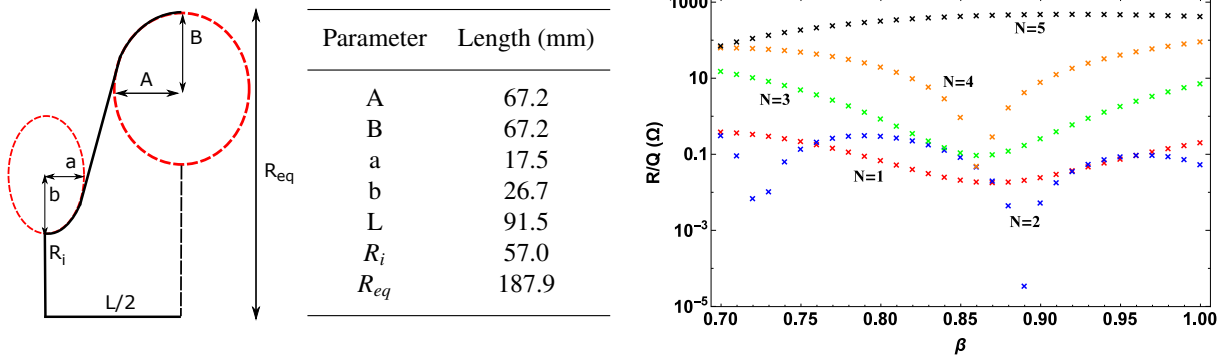 B
A
a
b
R_i
L/2
R_eq
Parameter Length (mm)
A 67.2
B 67.2
a 17.5
b 26.7
L 91.5
R_i 57.0
R_eq 187.9
R/Q (Ω)
1000
10
0.1
10^-3
10^-5
N=5
N=4
N=3
N=1
N=2
0.70 0.75 0.80 0.85 0.90 0.95 1.00
β